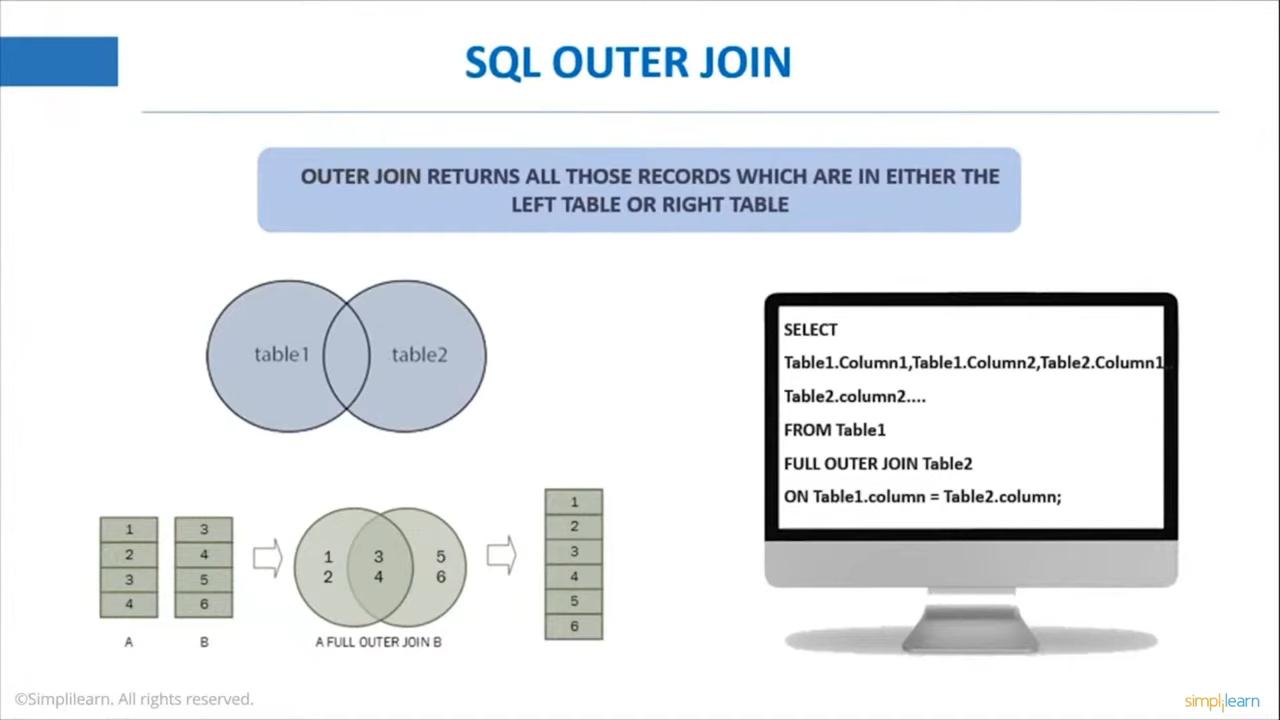 SQL OUTER JOIN
OUTER JOIN RETURNS ALL THOSE RECORDS WHICH ARE IN EITHER THE
LEFT TABLE OR RIGHT TABLE
table1
table2
SELECT
Table1.Column1,Table1.Column2,Table2.Column1..
Table2.column2....
FROM Table1
FULL OUTER JOIN Table2
ON Table1.column = Table2.column;
1
2
3
4
A
3
4
5
6
B
1 3 5
2 4 6
A FULL OUTER JOIN B
1
2
3
4
5
6
©Simplilearn. All rights reserved.
simplilearn